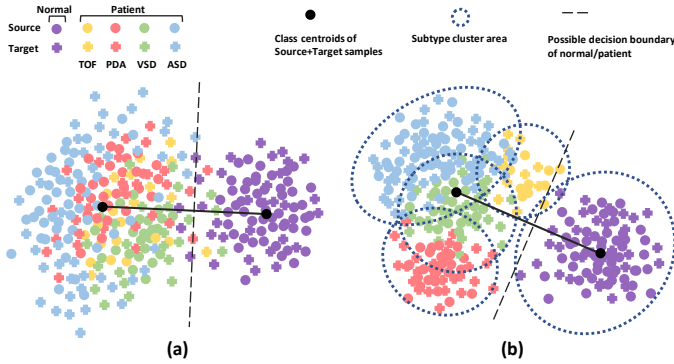 Normal Patient
Source
Target
TOF PDA VSD ASD
Class centroids of
Source+Target samples
Subtype cluster area
Possible decision boundary
of normal/patient
(a) (b)